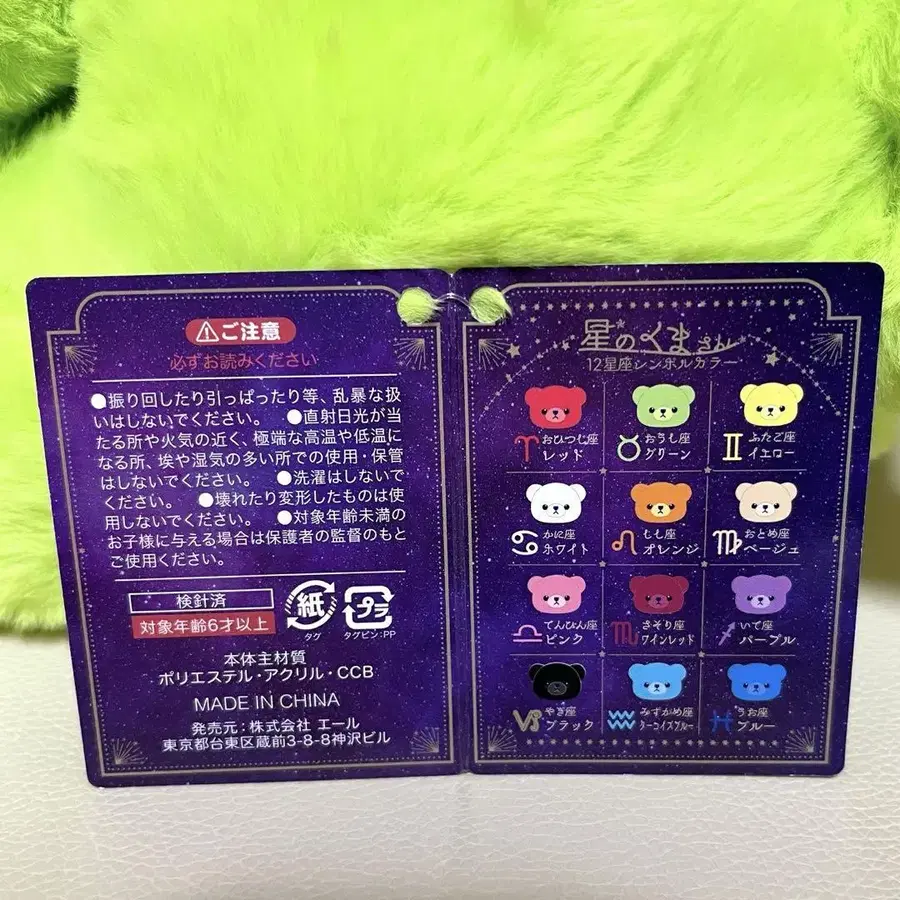 ご注意
必ずお読みください
●振り回したり引っぱったり等、乱暴な扱
いはしないでください。 ●直射日光が当
たる所や火気の近く、極端な高温や低温に
なる所、埃や湿気の多い所での使用・保管
はしないでください。 ●洗濯はしないで
ください。 ●壊れたり変形したものは使
用しないでください。 ●対象年齢未満の
お子様に与える場合は保護者の監督のもと
ご使用ください。
検針済
対象年齢6才以上
紙
タグ
プラ
タグピン:PP
本体主材質
ポリエステル・アクリル・CCB
MADE IN CHINA
発売元:株式会社 エール
東京都台東区蔵前3-8-8神沢ビル
星のくまさん
12星座シンボルカラー
♈ おひつじ座
レッド
♉ おうし座
グリーン
♊ ふたご座
イエロー
♋ かに座
ホワイト
♌ しし座
オレンジ
♍ おとめ座
ベージュ
♎ てんびん座
ピンク
♏ さそり座
ワインレッド
♐ いて座
パープル
♑ やぎ座
ブラック
♒ みずがめ座
ターコイズブルー
♓ うお座
ブルー